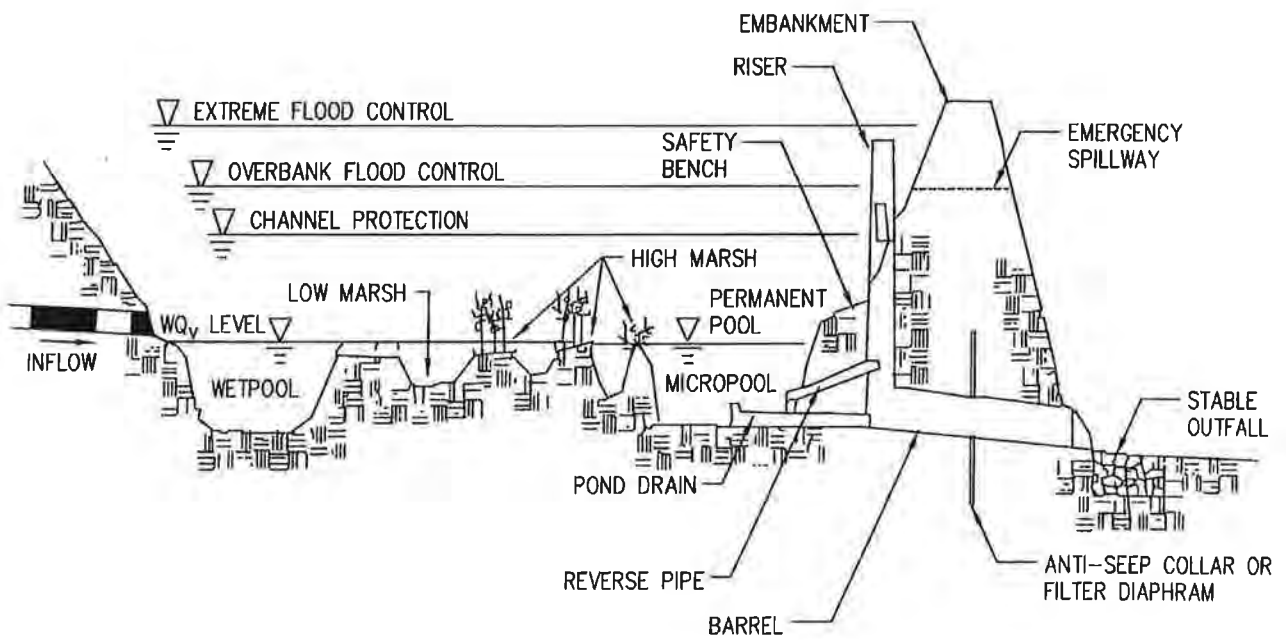 EMBANKMENT
RISER
EXTREME FLOOD CONTROL
SAFETY
BENCH
EMERGENCY
SPILLWAY
OVERBANK FLOOD CONTROL
CHANNEL PROTECTION
HIGH MARSH
LOW MARSH
PERMANENT
POOL
WQv LEVEL
INFLOW
WETPOOL
MICROPOOL
STABLE
OUTFALL
POND DRAIN
REVERSE PIPE
ANTI-SEEP COLLAR OR
FILTER DIAPHRAM
BARREL